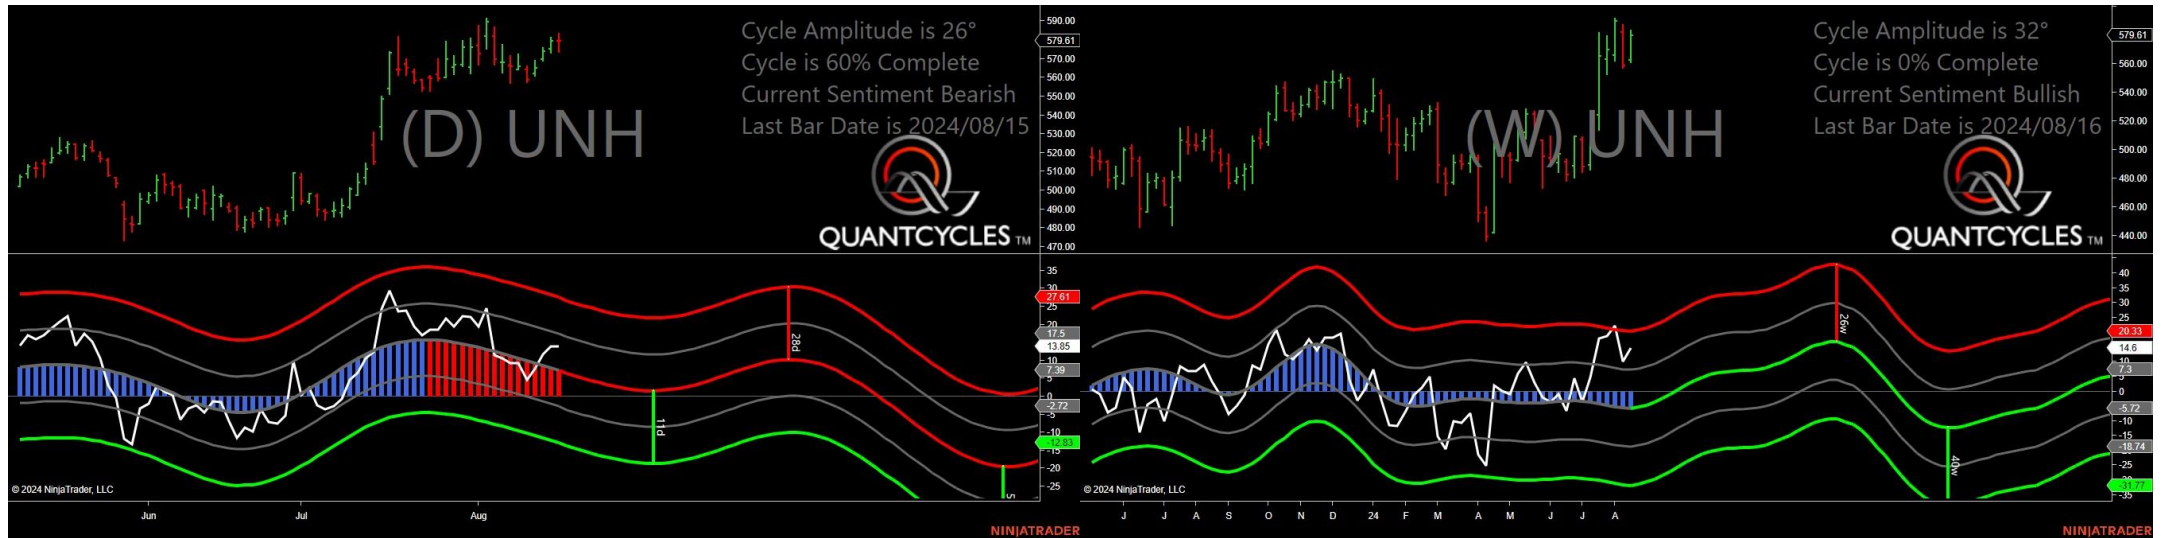 Cycle Amplitude is 26°
Cycle is 60% Complete
Current Sentiment Bearish
Last Bar Date is 2024/08/15
(D) UNH
QUANTCYCLES TM
590.00
579.61
570.00
560.00
550.00
540.00
530.00
520.00
510.00
500.00
490.00
480.00
470.00
35
30
27.61
25
20
17.5
13.85
10
7.39
5
0
-2.72
-5
-10
-12.83
-15
-20
-25
28d
11d
5
© 2024 NinjaTrader, LLC
Jun Jul Aug
NINJATRADER
Cycle Amplitude is 32°
Cycle is 0% Complete
Current Sentiment Bullish
Last Bar Date is 2024/08/16
(W) UNH
QUANTCYCLES TM
579.61
560.00
540.00
520.00
500.00
480.00
460.00
440.00
40
35
30
25
20.33
14.6
7.3
5
0
-5.72
-10
-15
-18.74
-25
-31.77
-35
26w
40w
© 2024 NinjaTrader, LLC
J J A S O N D 24 F M A M J J A
NINJATRADER